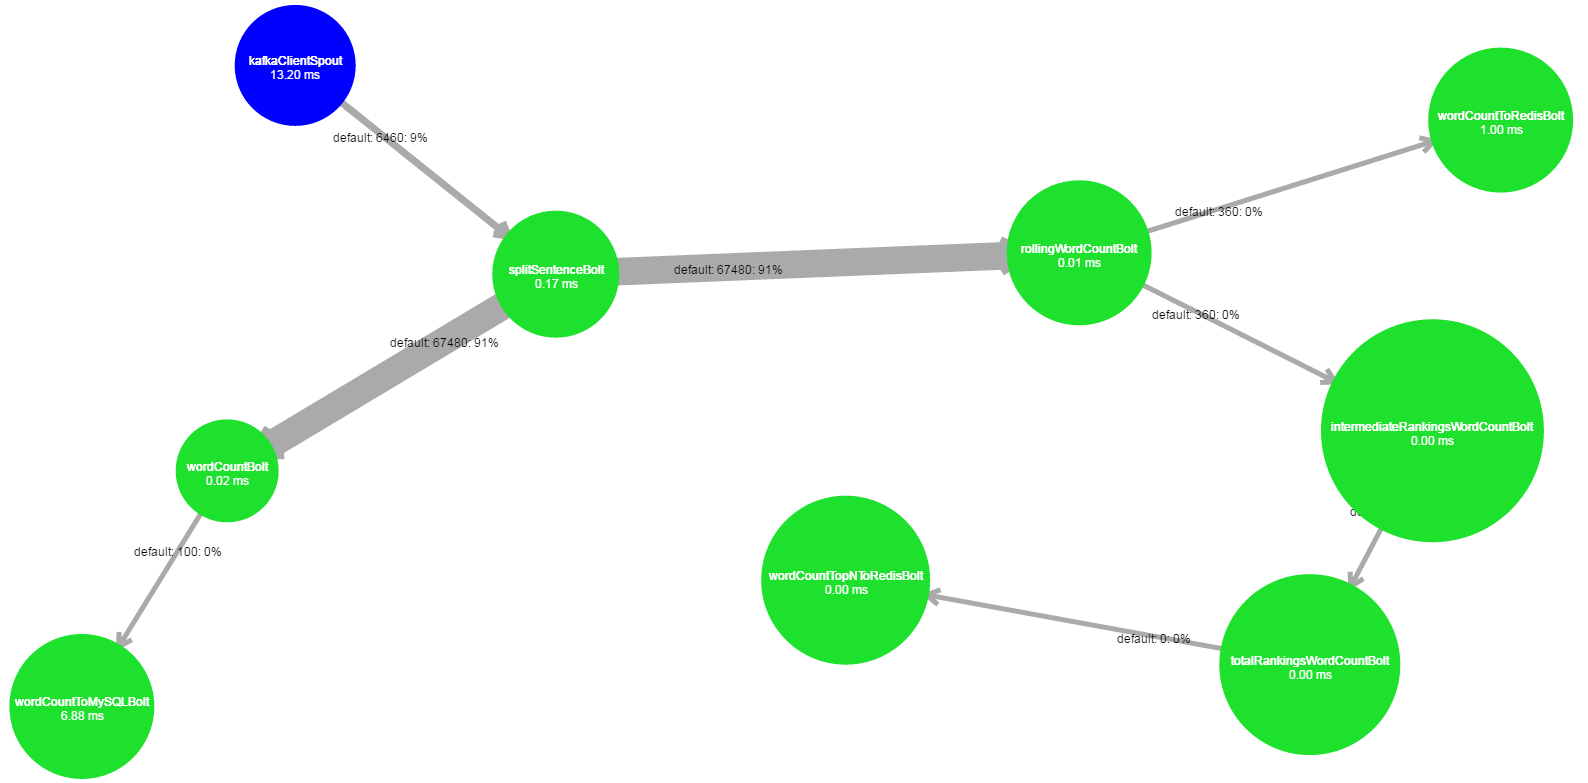 kafkaClientSpout
13.20 ms
default: 6460: 9%
wordCountToRedisBolt
1.00 ms
default: 360: 0%
rollingWordCountBolt
0.01 ms
splitSentenceBolt
0.17 ms
default: 67480: 91%
default: 360: 0%
default: 67480: 91%
intermediateRankingsWordCountBolt
0.00 ms
wordCountBolt
0.02 ms
default: 100: 0%
wordCountTopNToRedisBolt
0.00 ms
default: 0: 0%
totalRankingsWordCountBolt
0.00 ms
wordCountToMySQLBolt
6.88 ms